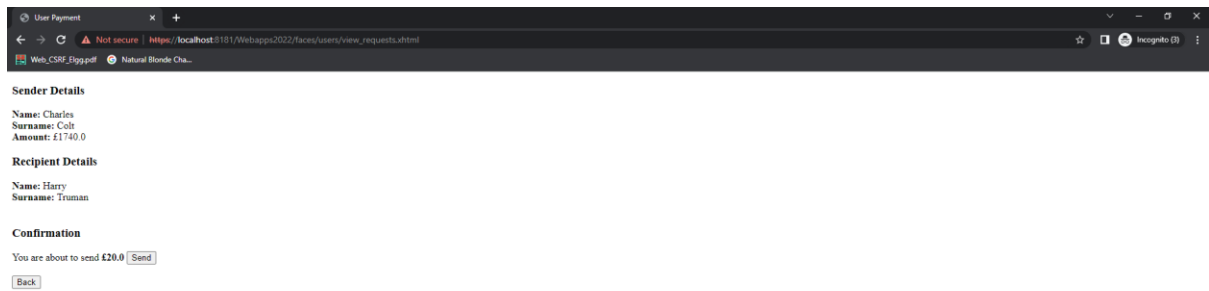 User Payment
Not secure | https://localhost:8181/Webapps2022/faces/users/view_requests.xhtml
Incognito (3)
Web_CSRF_Elgg.pdf
Natural Blonde Cha...
Sender Details
Name: Charles
Surname: Colt
Amount: £1740.0
Recipient Details
Name: Harry
Surname: Truman
Confirmation
You are about to send £20.0 Send
Back